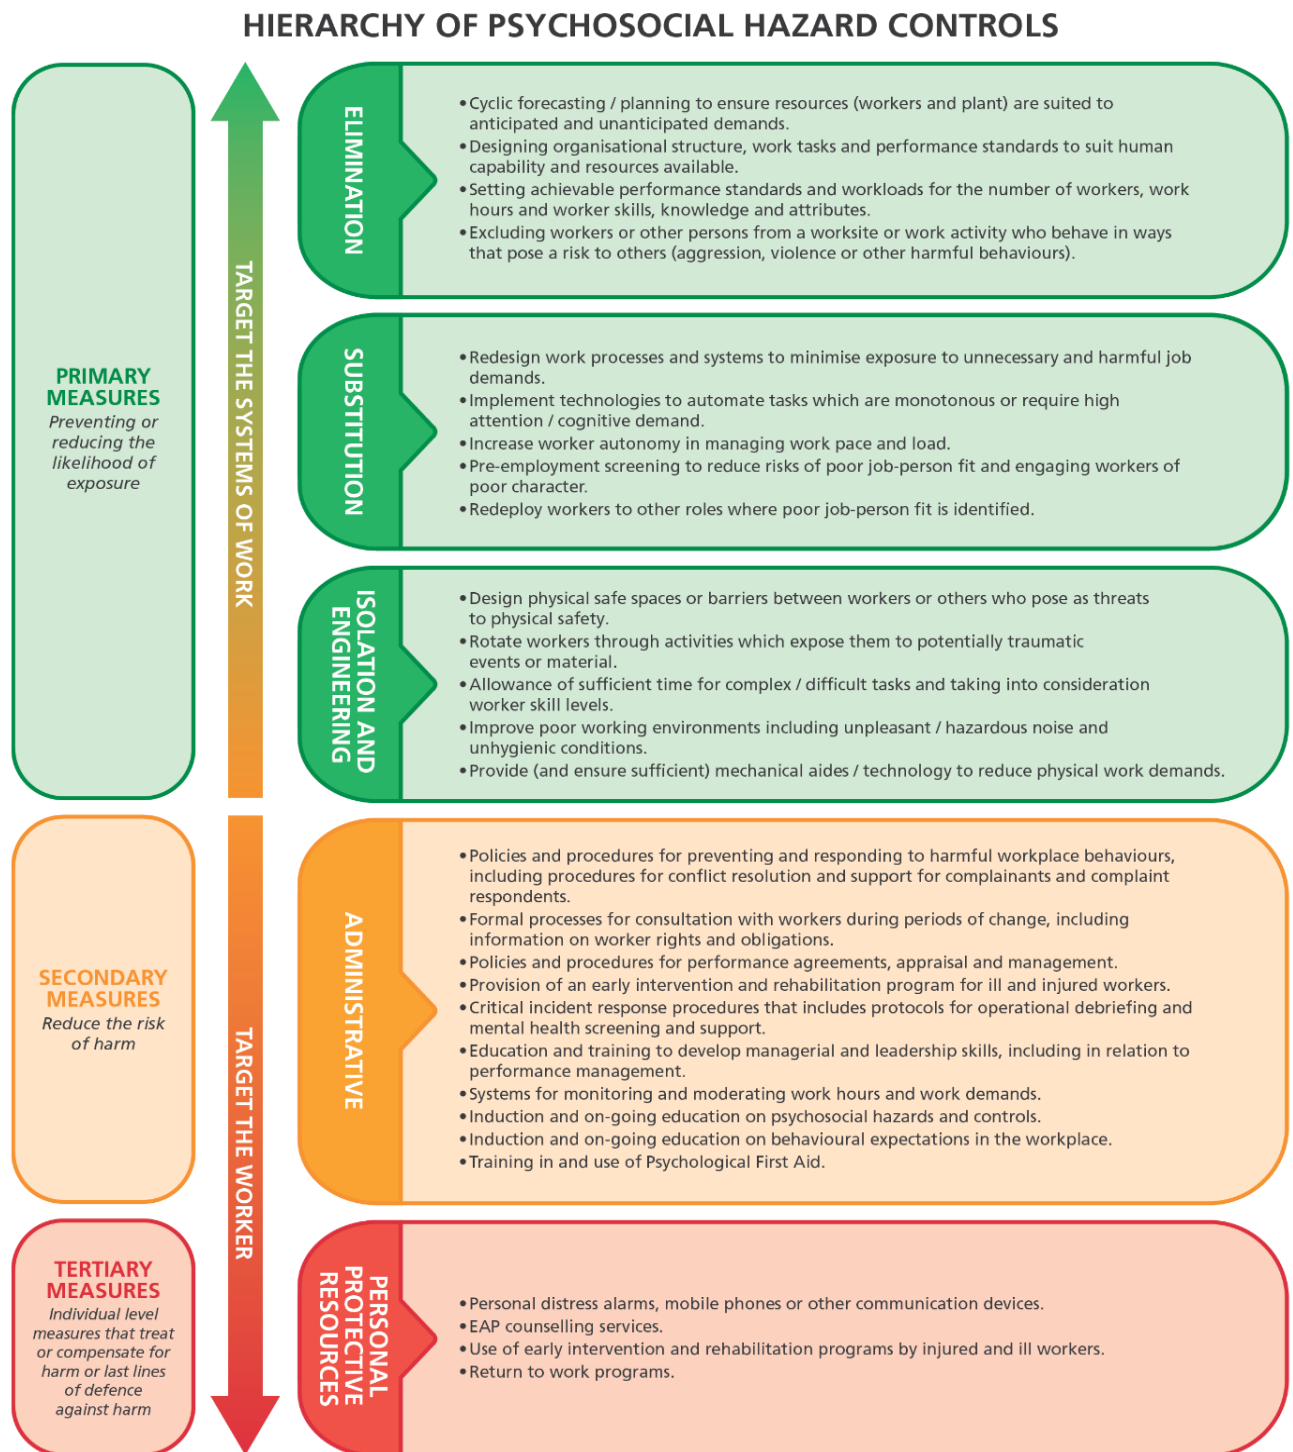 HIERARCHY OF PSYCHOSOCIAL HAZARD CONTROLS
PRIMARY
MEASURES
Preventing or
reducing the
likelihood of
exposure
TARGET THE SYSTEMS OF WORK
ELIMINATION
•Cyclic forecasting / planning to ensure resources (workers and plant) are suited to
anticipated and unanticipated demands.
•Designing organisational structure, work tasks and performance standards to suit human
capability and resources available.
•Setting achievable performance standards and workloads for the number of workers, work
hours and worker skills, knowledge and attributes.
•Excluding workers or other persons from a worksite or work activity who behave in ways
that pose a risk to others (aggression, violence or other harmful behaviours).
SUBSTITUTION
•Redesign work processes and systems to minimise exposure to unnecessary and harmful job
demands.
•Implement technologies to automate tasks which are monotonous or require high
attention / cognitive demand.
•Increase worker autonomy in managing work pace and load.
•Pre-employment screening to reduce risks of poor job-person fit and engaging workers of
poor character.
•Redeploy workers to other roles where poor job-person fit is identified.
ISOLATION AND
ENGINEERING
•Design physical safe spaces or barriers between workers or others who pose as threats
to physical safety.
•Rotate workers through activities which expose them to potentially traumatic
events or material.
•Allowance of sufficient time for complex / difficult tasks and taking into consideration
worker skill levels.
•Improve poor working environments including unpleasant / hazardous noise and
unhygienic conditions.
•Provide (and ensure sufficient) mechanical aides / technology to reduce physical work demands.
SECONDARY
MEASURES
Reduce the risk
of harm
TARGET THE WORKER
ADMINISTRATIVE
•Policies and procedures for preventing and responding to harmful workplace behaviours,
including procedures for conflict resolution and support for complainants and complaint
respondents.
•Formal processes for consultation with workers during periods of change, including
information on worker rights and obligations.
•Policies and procedures for performance agreements, appraisal and management.
•Provision of an early intervention and rehabilitation program for ill and injured workers.
•Critical incident response procedures that includes protocols for operational debriefing and
mental health screening and support.
•Education and training to develop managerial and leadership skills, including in relation to
performance management.
•Systems for monitoring and moderating work hours and work demands.
•Induction and on-going education on psychosocial hazards and controls.
•Induction and on-going education on behavioural expectations in the workplace.
•Training in and use of Psychological First Aid.
TERTIARY
MEASURES
Individual level
measures that treat
or compensate for
harm or last lines
of defence
against harm
PERSONAL
PROTECTIVE
RESOURCES
•Personal distress alarms, mobile phones or other communication devices.
•EAP counselling services.
•Use of early intervention and rehabilitation programs by injured and ill workers.
•Return to work programs.